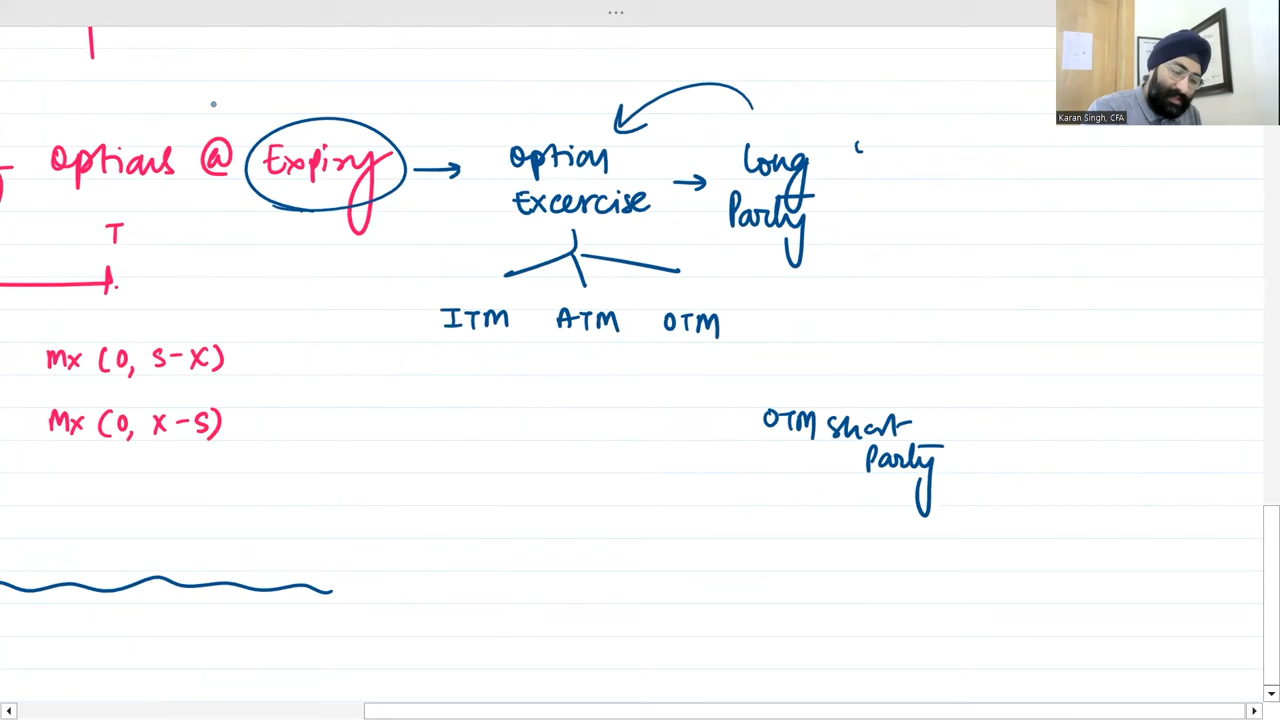 Karan Singh, CFA
Options @ Expiry → Option Excercise → Long Party
T
ITM ATM OTM
Mx (0, S-X)
Mx (0, X-S)
OTM Short Party